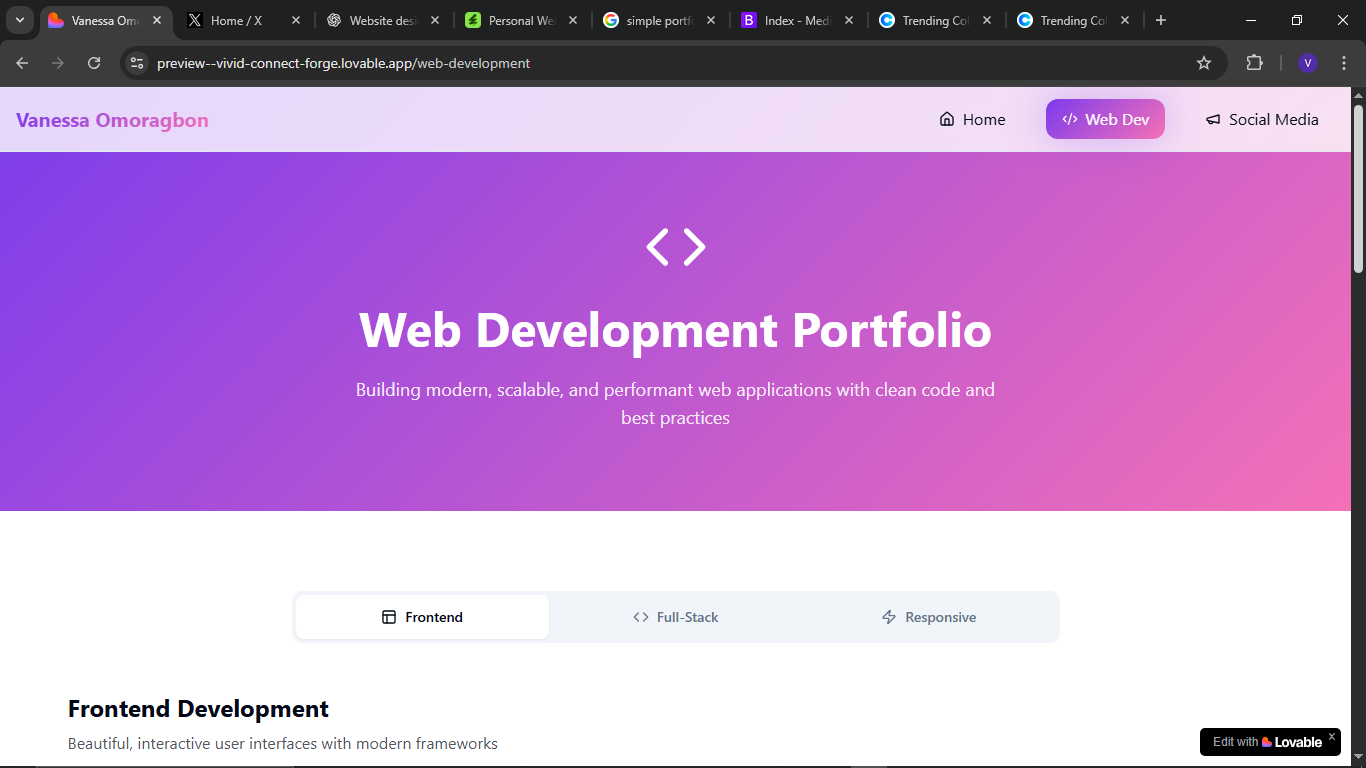 Vanessa Omo
Home / X
Website desi
Personal We
simple portf
Index - Medi
Trending Col
Trending Col
preview--vivid-connect-forge.lovable.app/web-development
V
Vanessa Omoragbon
Home
Web Dev
Social Media
Web Development Portfolio
Building modern, scalable, and performant web applications with clean code and
best practices
Frontend
Full-Stack
Responsive
Frontend Development
Beautiful, interactive user interfaces with modern frameworks
Edit with Lovable